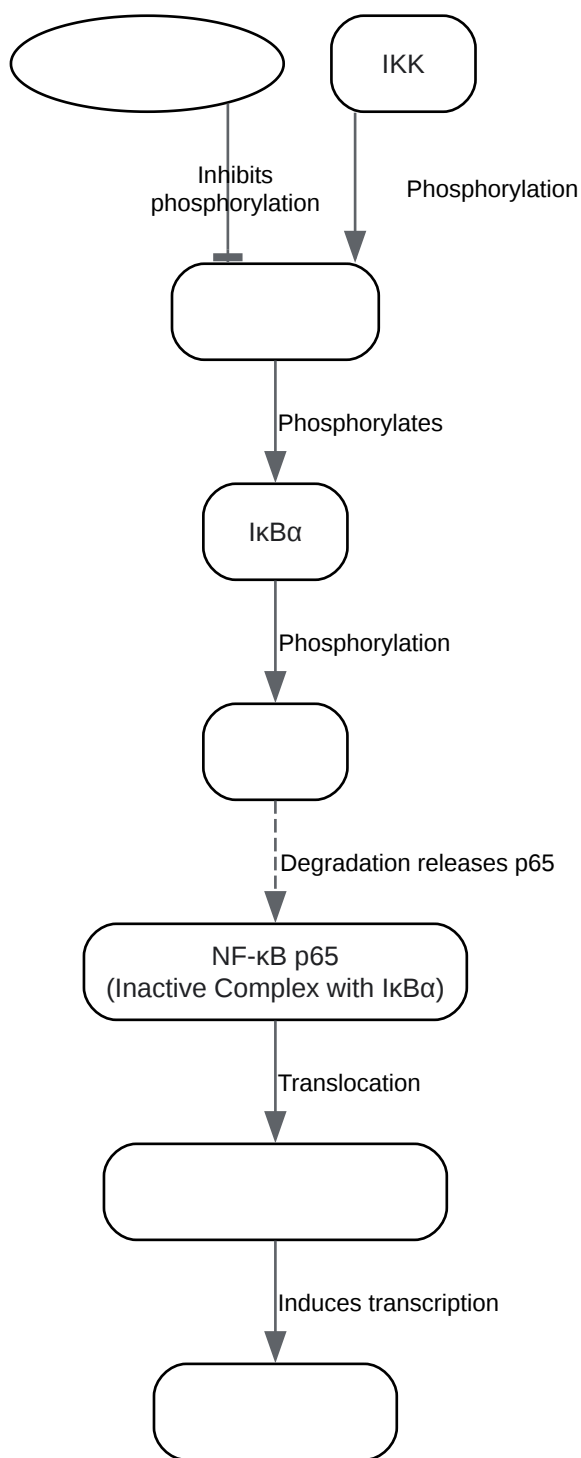 IKK
Inhibits
phosphorylation
Phosphorylation
Phosphorylates
IκBα
Phosphorylation
Degradation releases p65
NF-κB p65
(Inactive Complex with IκBα)
Translocation
Induces transcription